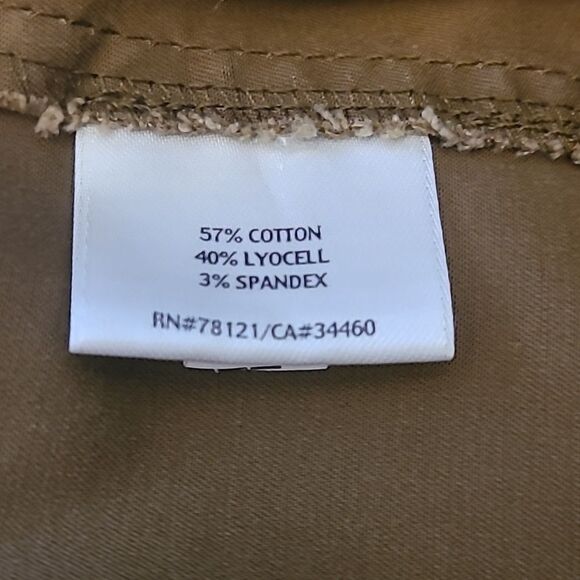 57% COTTON
40% LYOCELL
3% SPANDEX
RN#78121/CA#34460